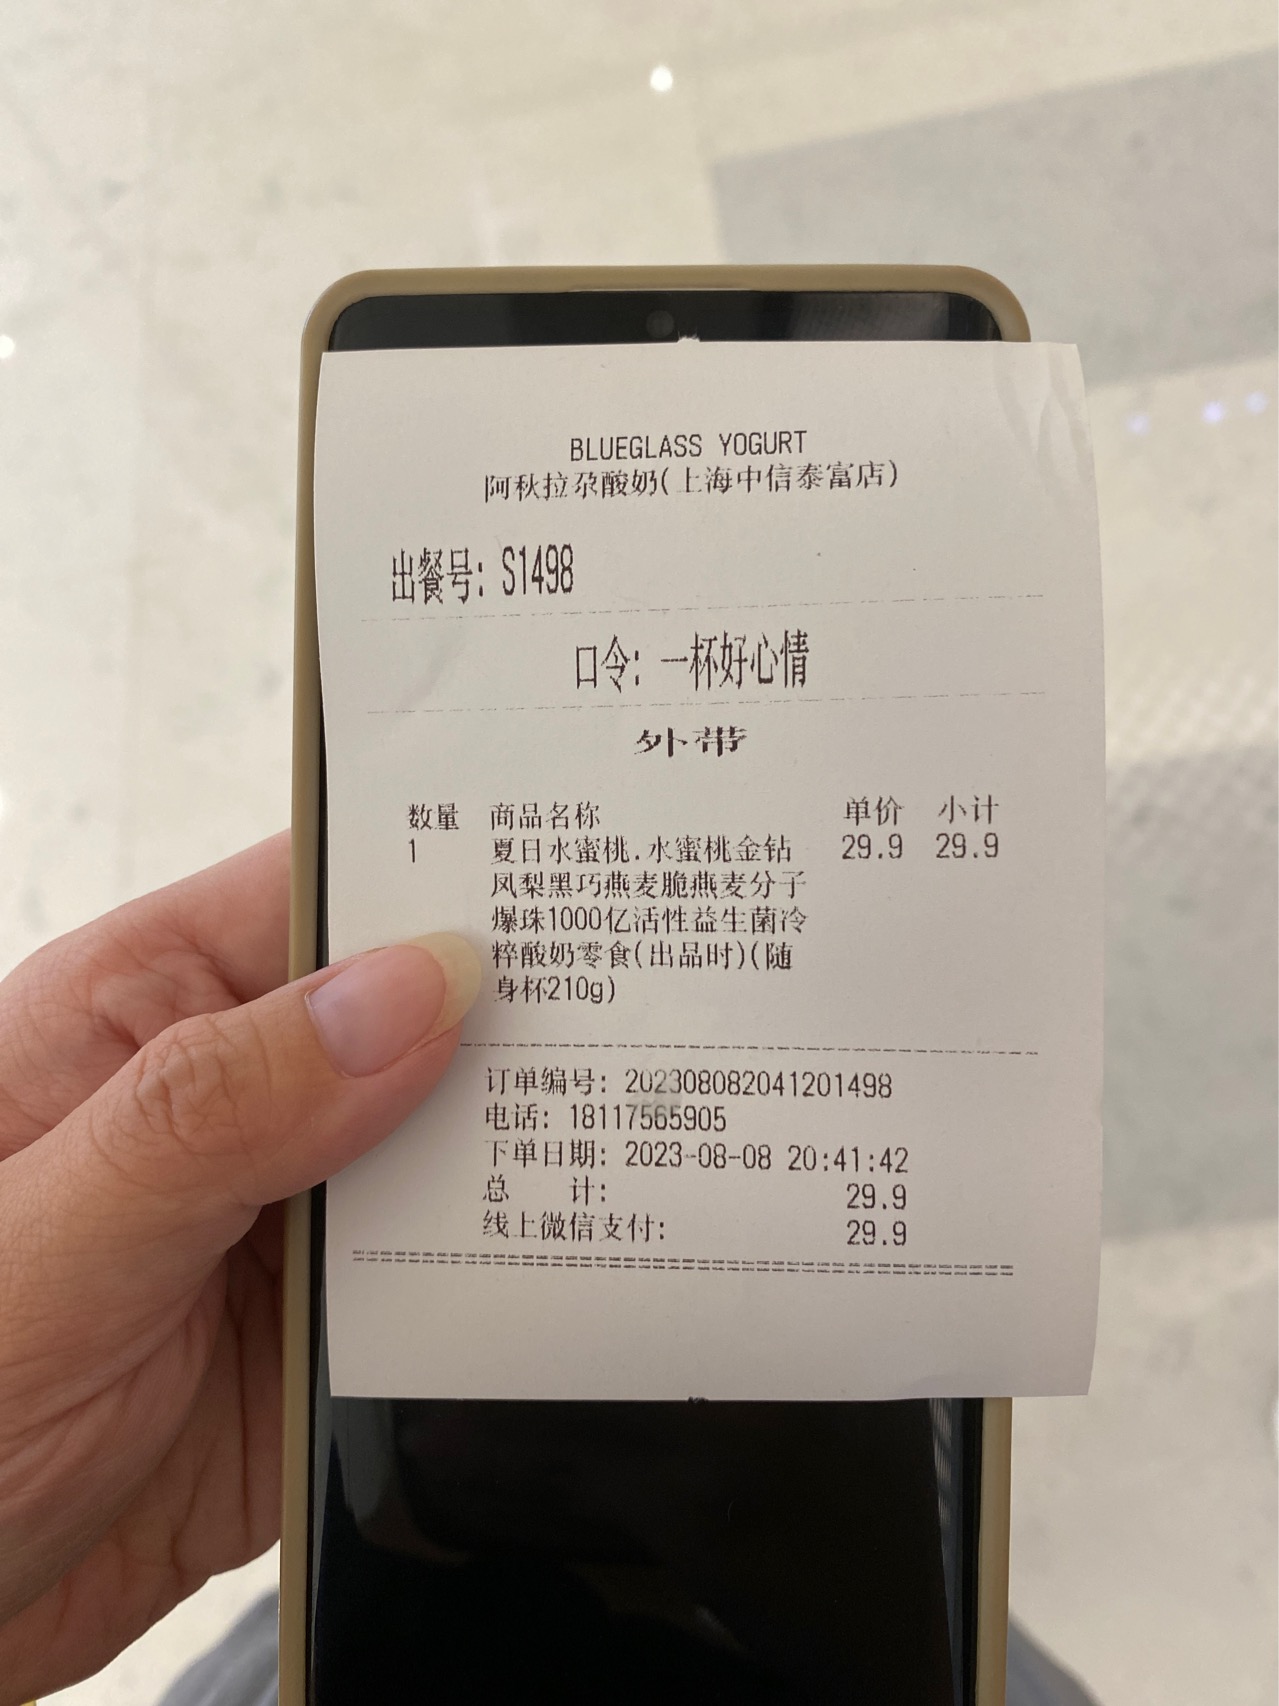 BLUEGLASS YOGURT
阿秋拉尕酸奶(上海中信泰富店)
出餐号: S1498
口令: 一杯好心情
外带
数量 商品名称 单价 小计
1 夏日水蜜桃.水蜜桃金钻 29.9 29.9
凤梨黑巧燕麦脆燕麦分子
爆珠1000亿活性益生菌冷
粹酸奶零食(出品时)(随
身杯210g)
订单编号: 202308082041201498
电话: 18117565905
下单日期: 2023-08-08 20:41:42
总 计: 29.9
线上微信支付: 29.9